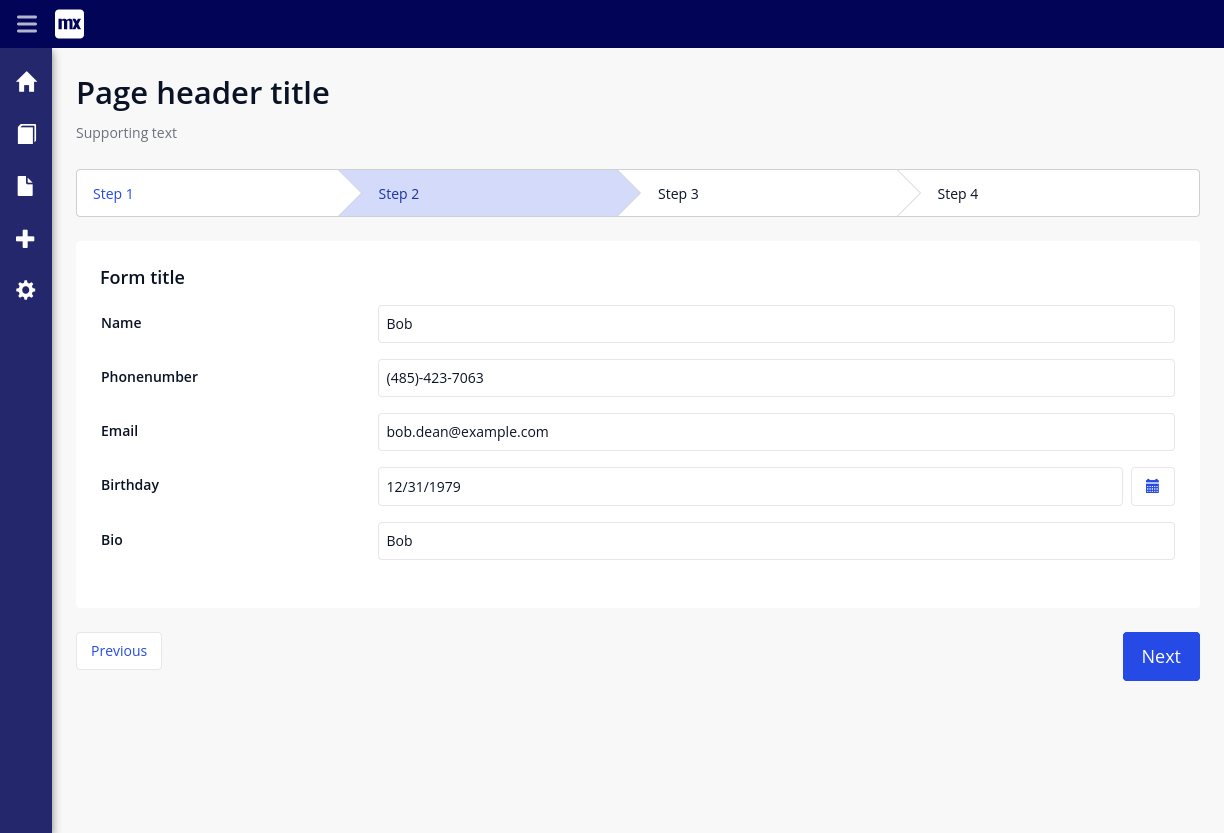 mx
Page header title
Supporting text
Step 1 Step 2 Step 3 Step 4
Form title
Name Bob
Phonenumber (485)-423-7063
Email bob.dean@example.com
Birthday 12/31/1979
Bio Bob
Previous Next